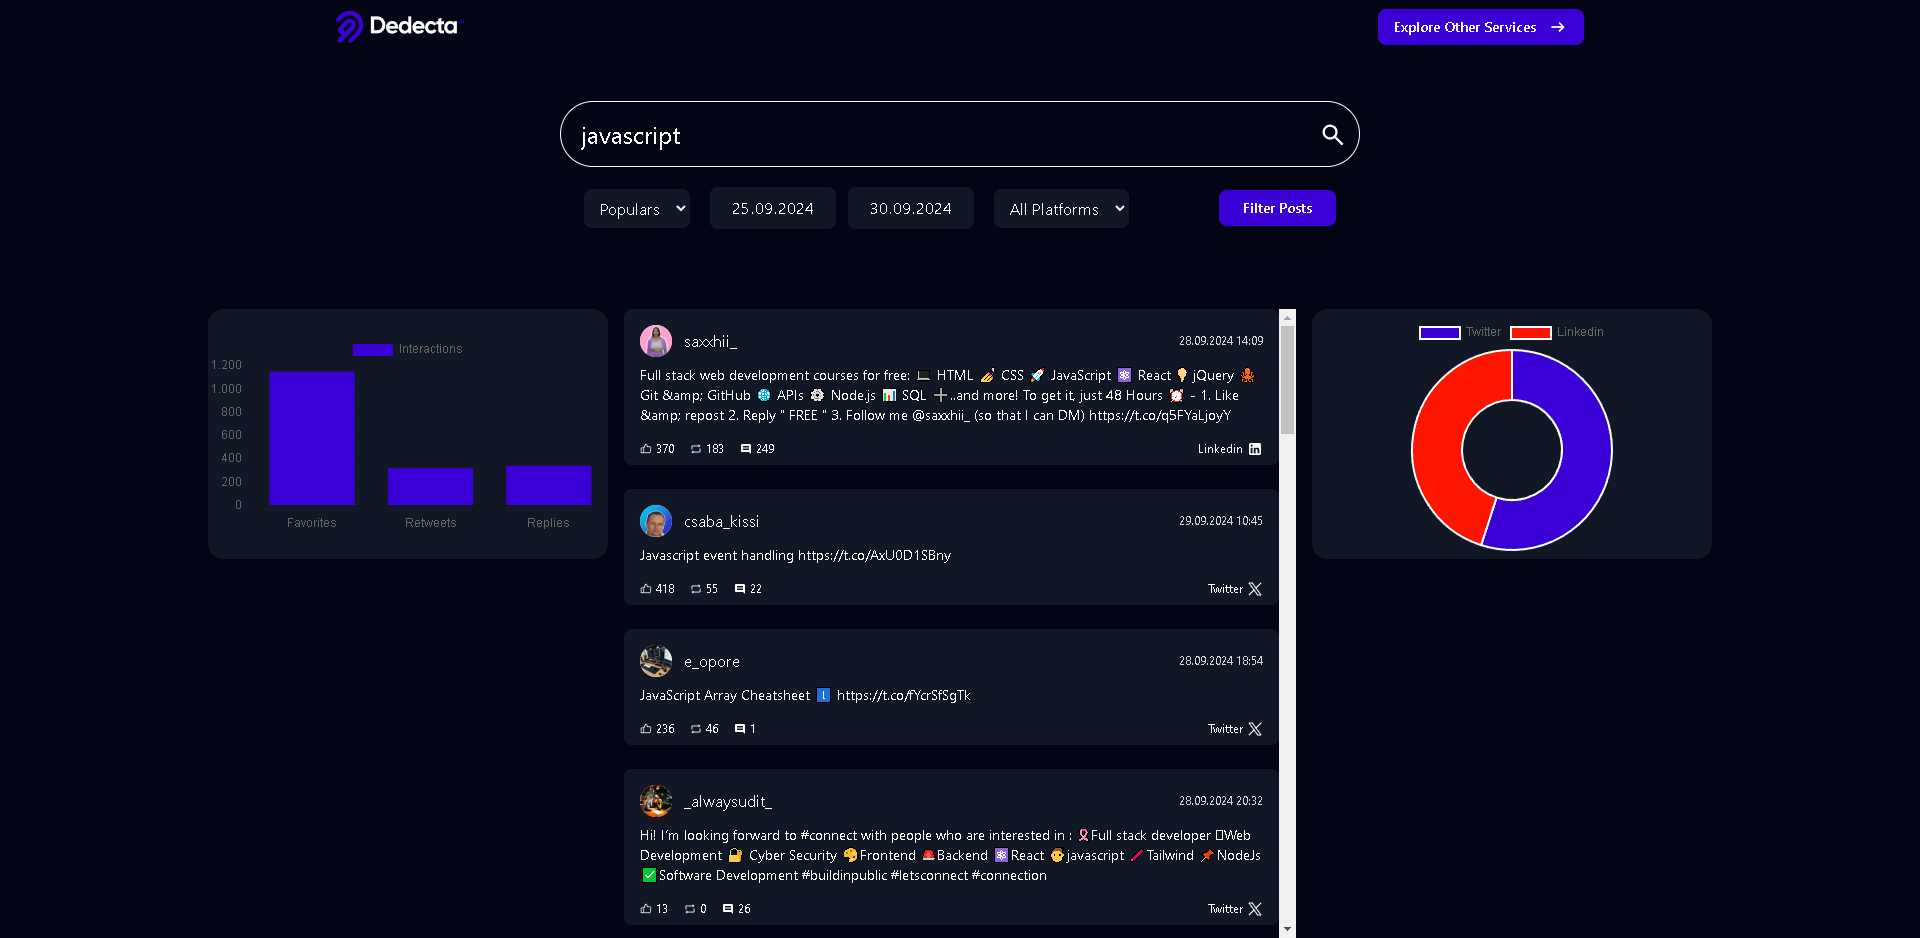 Dedecta
Explore Other Services
javascript
Populars
25.09.2024
30.09.2024
All Platforms
Filter Posts
Interactions
1.200
1.000
800
600
400
200
0
Favorites
Retweets
Replies
saxxhii_
28.09.2024 14:09
Full stack web development courses for free: 💻 HTML 💅 CSS 🚀 JavaScript ⚛️ React 💡 jQuery 🐙
Git &amp; GitHub 🌐 APIs ⚙️ Node.js 📊 SQL ➕..and more! To get it, just 48 Hours ⏰ - 1. Like
&amp; repost 2. Reply " FREE " 3. Follow me @saxxhii_ (so that I can DM) https://t.co/q5FYaLjoyY
370
183
249
Linkedin
csaba_kissi
29.09.2024 10:45
Javascript event handling https://t.co/AxU0D1SBny
418
55
22
Twitter
e_opore
28.09.2024 18:54
JavaScript Array Cheatsheet https://t.co/fYcrSfSgTk
236
46
1
Twitter
_alwaysudit_
28.09.2024 20:32
Hi! I'm looking forward to #connect with people who are interested in : 🎗️Full stack developer Web
Development 🔐 Cyber Security 🎨Frontend 🚨Backend ⚛️React 👨javascript Tailwind 📌NodeJs
✅Software Development #buildinpublic #letsconnect #connection
13
0
26
Twitter
Twitter
Linkedin